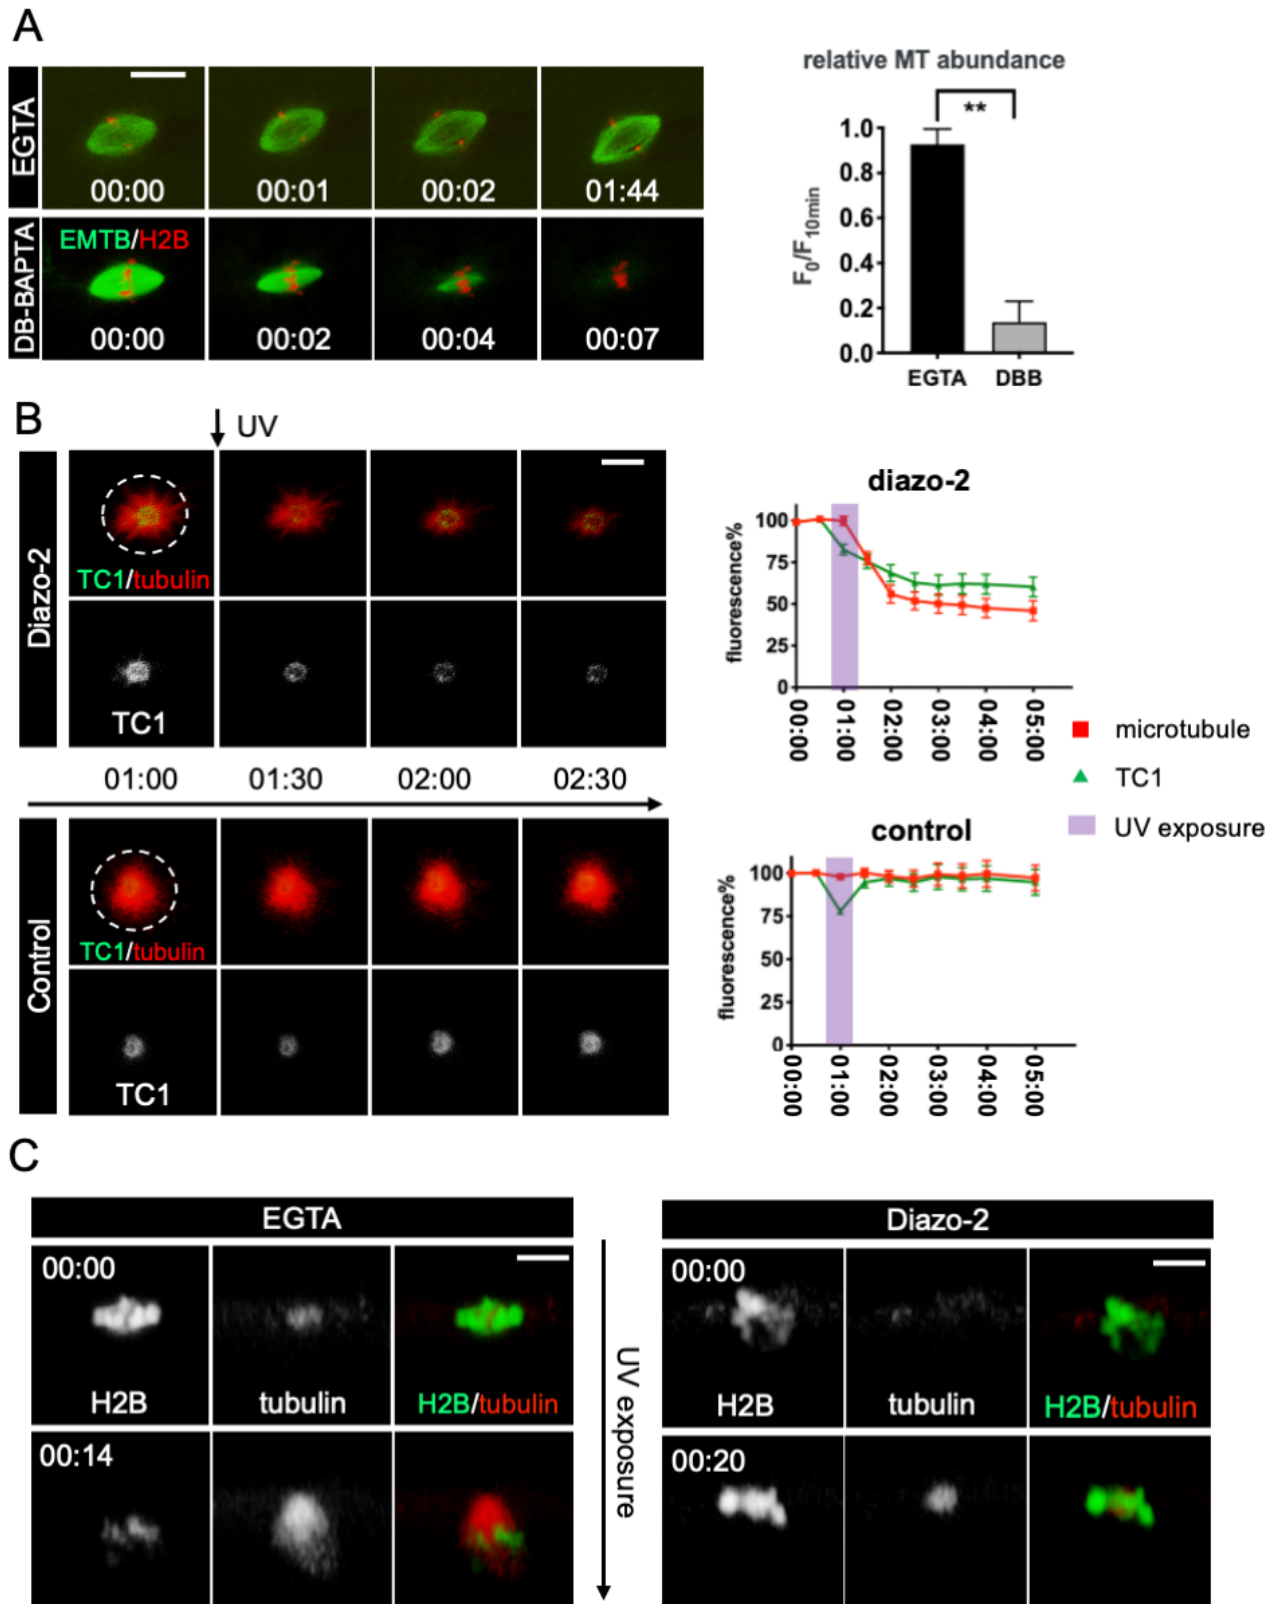 A
EGTA
00:00
00:01
00:02
01:44
DB-BAPTA
EMTB/H2B
00:00
00:02
00:04
00:07
relative MT abundance
**
F0/F10min
1.0
0.8
0.6
0.4
0.2
0.0
EGTA
DBB
B
UV
Diazo-2
TC1/tubulin
TC1
01:00
01:30
02:00
02:30
Control
TC1/tubulin
TC1
diazo-2
fluorescence%
100
75
50
25
0
00:00
01:00
02:00
03:00
04:00
05:00
microtubule
TC1
UV exposure
control
fluorescence%
100
75
50
25
0
00:00
01:00
02:00
03:00
04:00
05:00
C
EGTA
00:00
H2B
tubulin
H2B/tubulin
00:14
UV exposure
Diazo-2
00:00
H2B
tubulin
H2B/tubulin
00:20